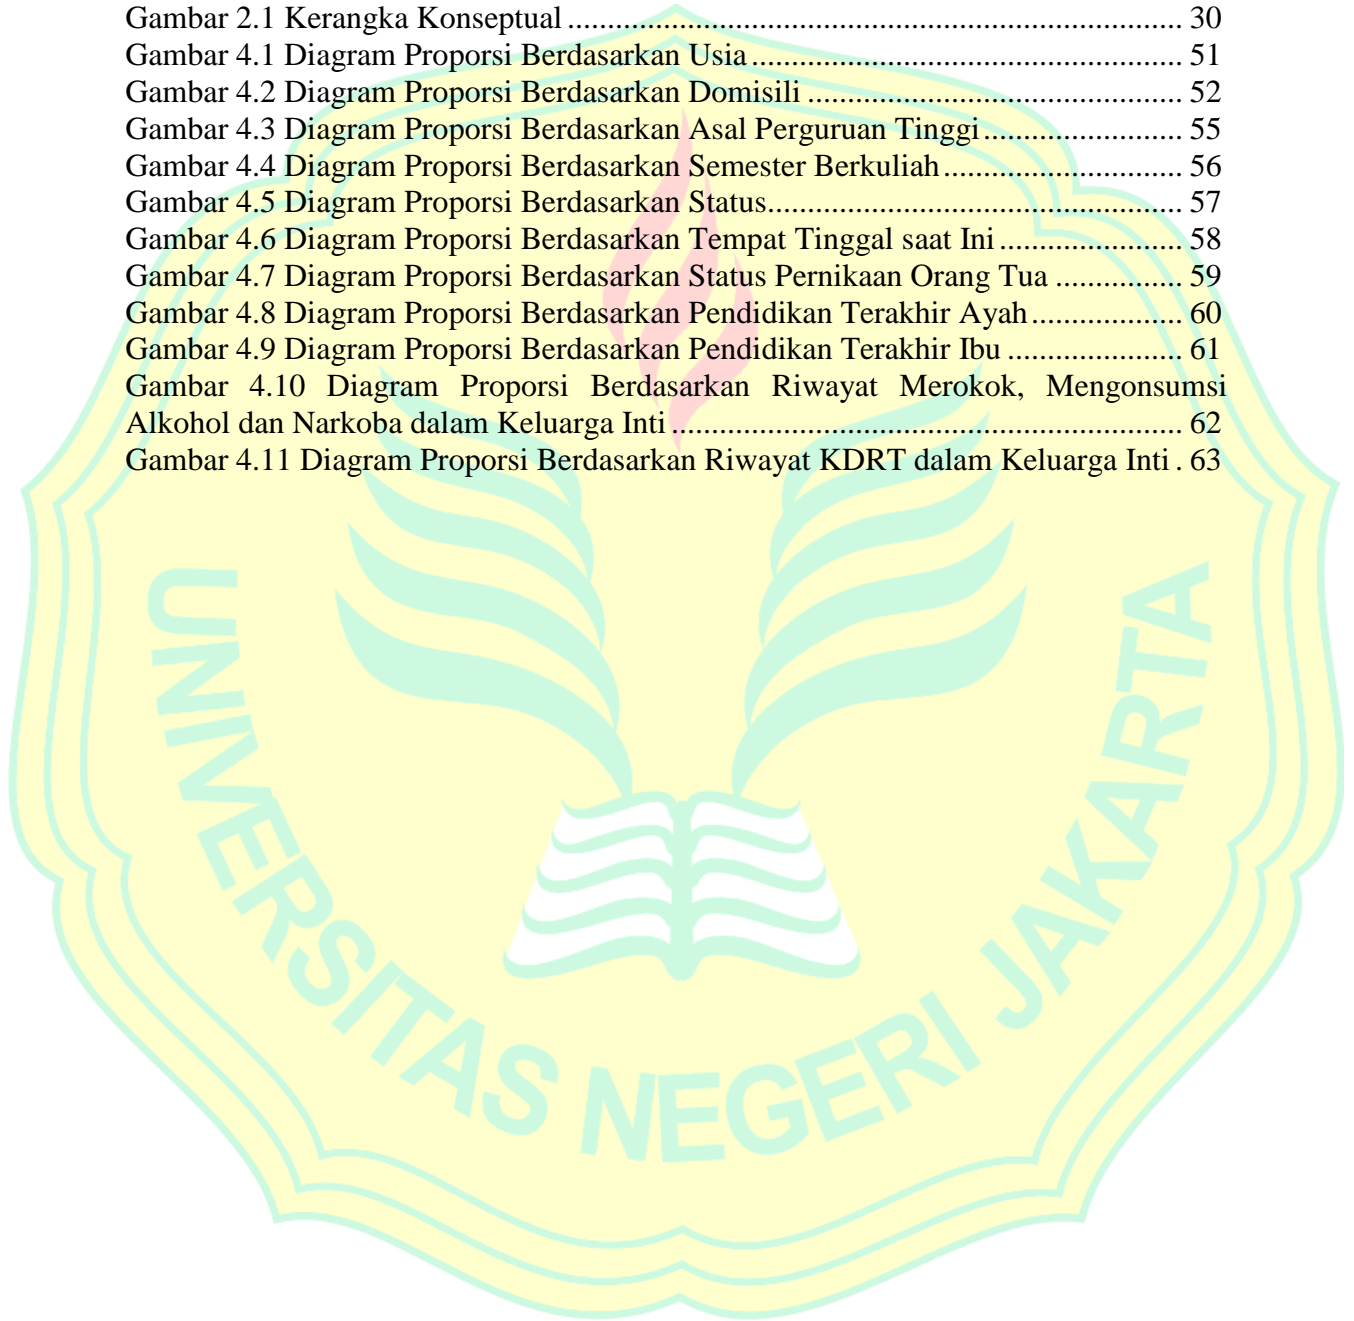 Gambar 2.1 Kerangka Konseptual ............................................................................ 30
Gambar 4.1 Diagram Proporsi Berdasarkan Usia ..................................................... 51
Gambar 4.2 Diagram Proporsi Berdasarkan Domisili .............................................. 52
Gambar 4.3 Diagram Proporsi Berdasarkan Asal Perguruan Tinggi ........................ 55
Gambar 4.4 Diagram Proporsi Berdasarkan Semester Berkuliah ............................. 56
Gambar 4.5 Diagram Proporsi Berdasarkan Status................................................... 57
Gambar 4.6 Diagram Proporsi Berdasarkan Tempat Tinggal saat Ini ...................... 58
Gambar 4.7 Diagram Proporsi Berdasarkan Status Pernikaan Orang Tua ................ 59
Gambar 4.8 Diagram Proporsi Berdasarkan Pendidikan Terakhir Ayah ................... 60
Gambar 4.9 Diagram Proporsi Berdasarkan Pendidikan Terakhir Ibu ...................... 61
Gambar 4.10 Diagram Proporsi Berdasarkan Riwayat Merokok, Mengonsumsi
Alkohol dan Narkoba dalam Keluarga Inti ............................................................... 62
Gambar 4.11 Diagram Proporsi Berdasarkan Riwayat KDRT dalam Keluarga Inti . 63
UNIVERSITAS NEGERI JAKARTA